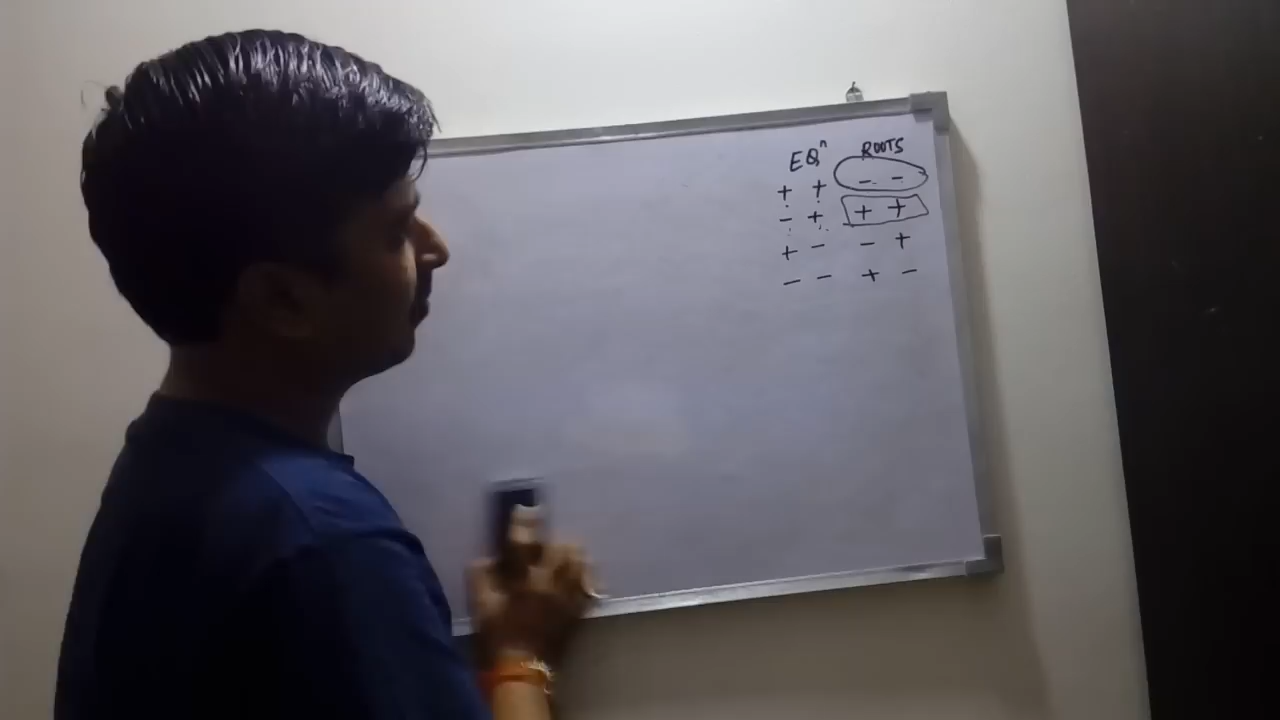 EQⁿ ROOTS
+ + - -
- + + +
+ - - +
- - + -